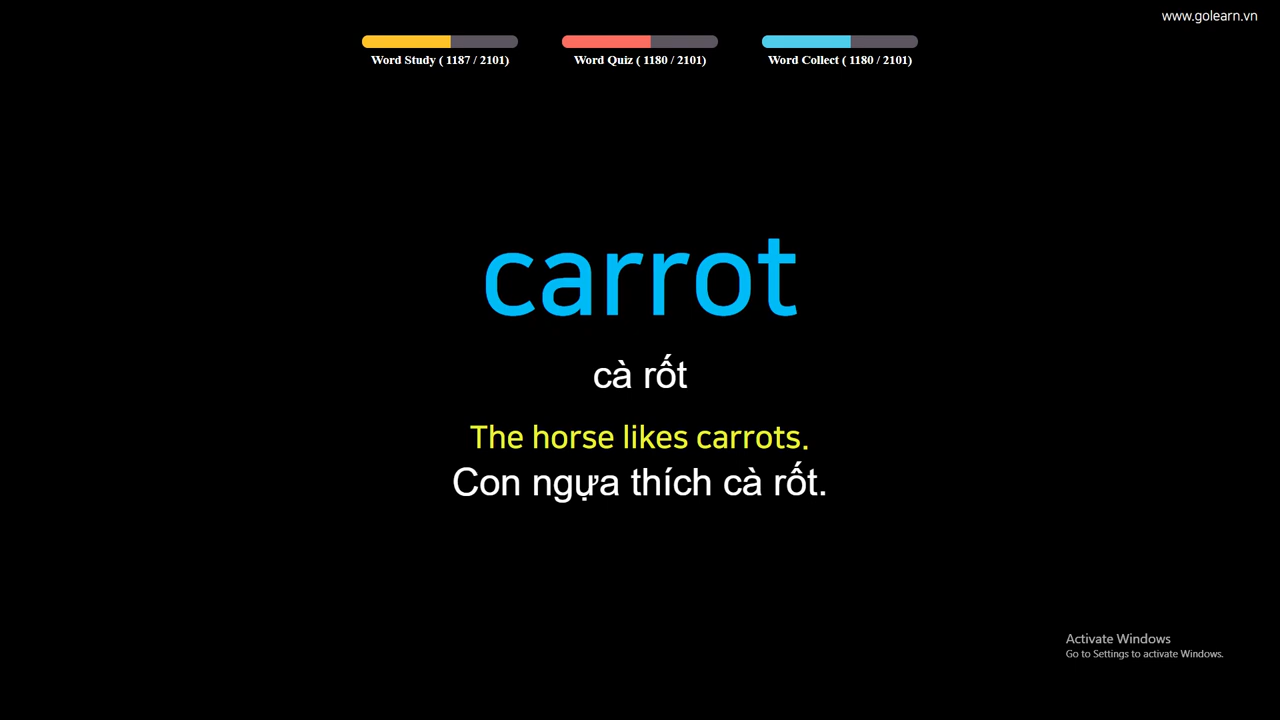 www.golearn.vn
Word Study ( 1187 / 2101)
Word Quiz ( 1180 / 2101)
Word Collect ( 1180 / 2101)
carrot
cà rốt
The horse likes carrots.
Con ngựa thích cà rốt.
Activate Windows
Go to Settings to activate Windows.